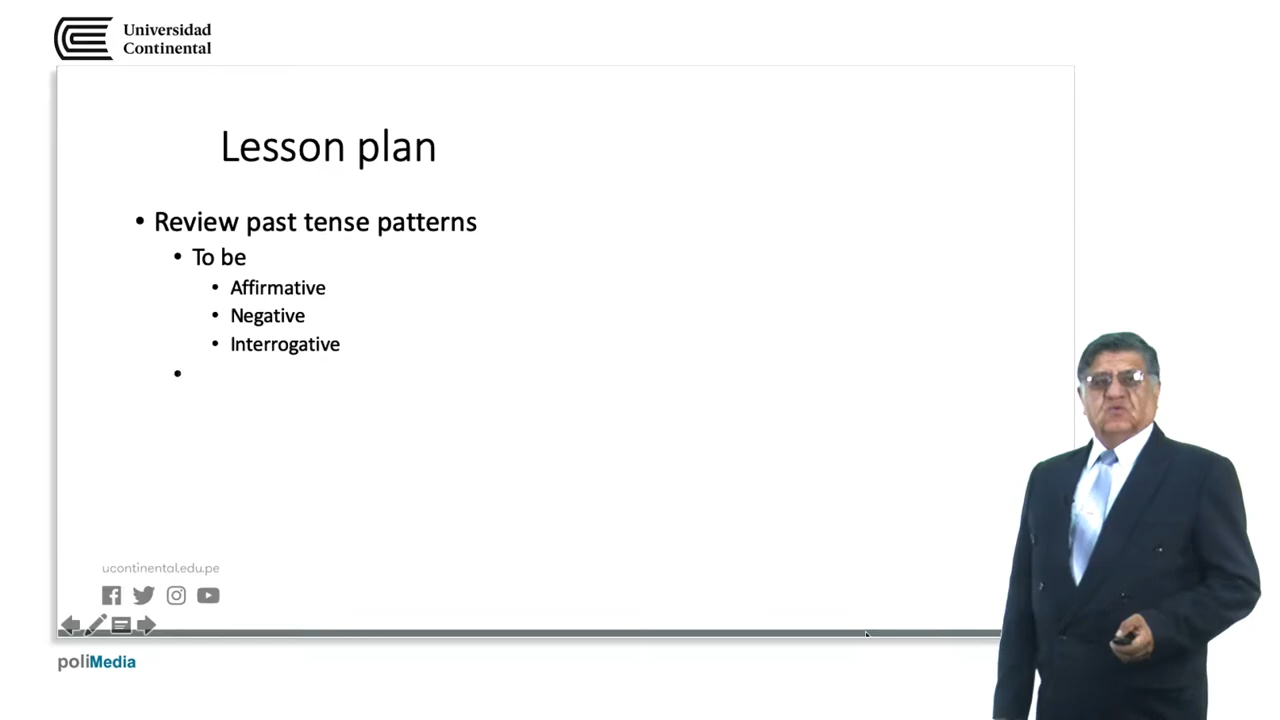 Universidad
Continental
Lesson plan
• Review past tense patterns
• To be
• Affirmative
• Negative
• Interrogative
•
ucontinental.edu.pe
poliMedia